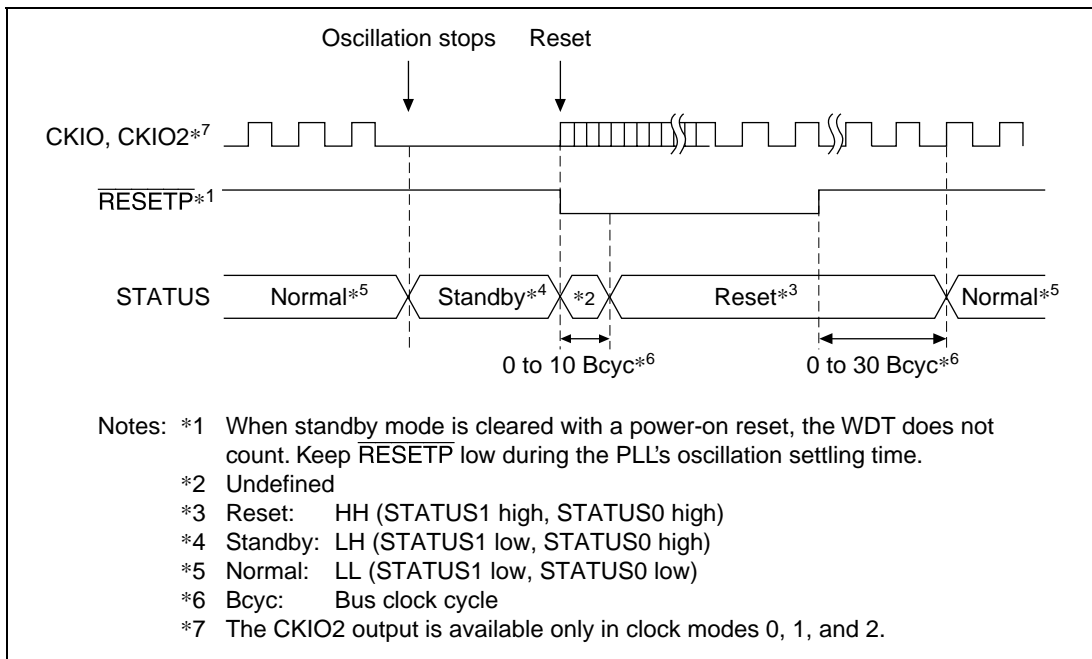 Oscillation stops Reset
CKIO, CKIO2*7
RESETP*1
STATUS Normal*5 Standby*4 *2 Reset*3 Normal*5
0 to 10 Bcyc*6 0 to 30 Bcyc*6
Notes: *1 When standby mode is cleared with a power-on reset, the WDT does not
count. Keep RESETP low during the PLL's oscillation settling time.
*2 Undefined
*3 Reset: HH (STATUS1 high, STATUS0 high)
*4 Standby: LH (STATUS1 low, STATUS0 high)
*5 Normal: LL (STATUS1 low, STATUS0 low)
*6 Bcyc: Bus clock cycle
*7 The CKIO2 output is available only in clock modes 0, 1, and 2.